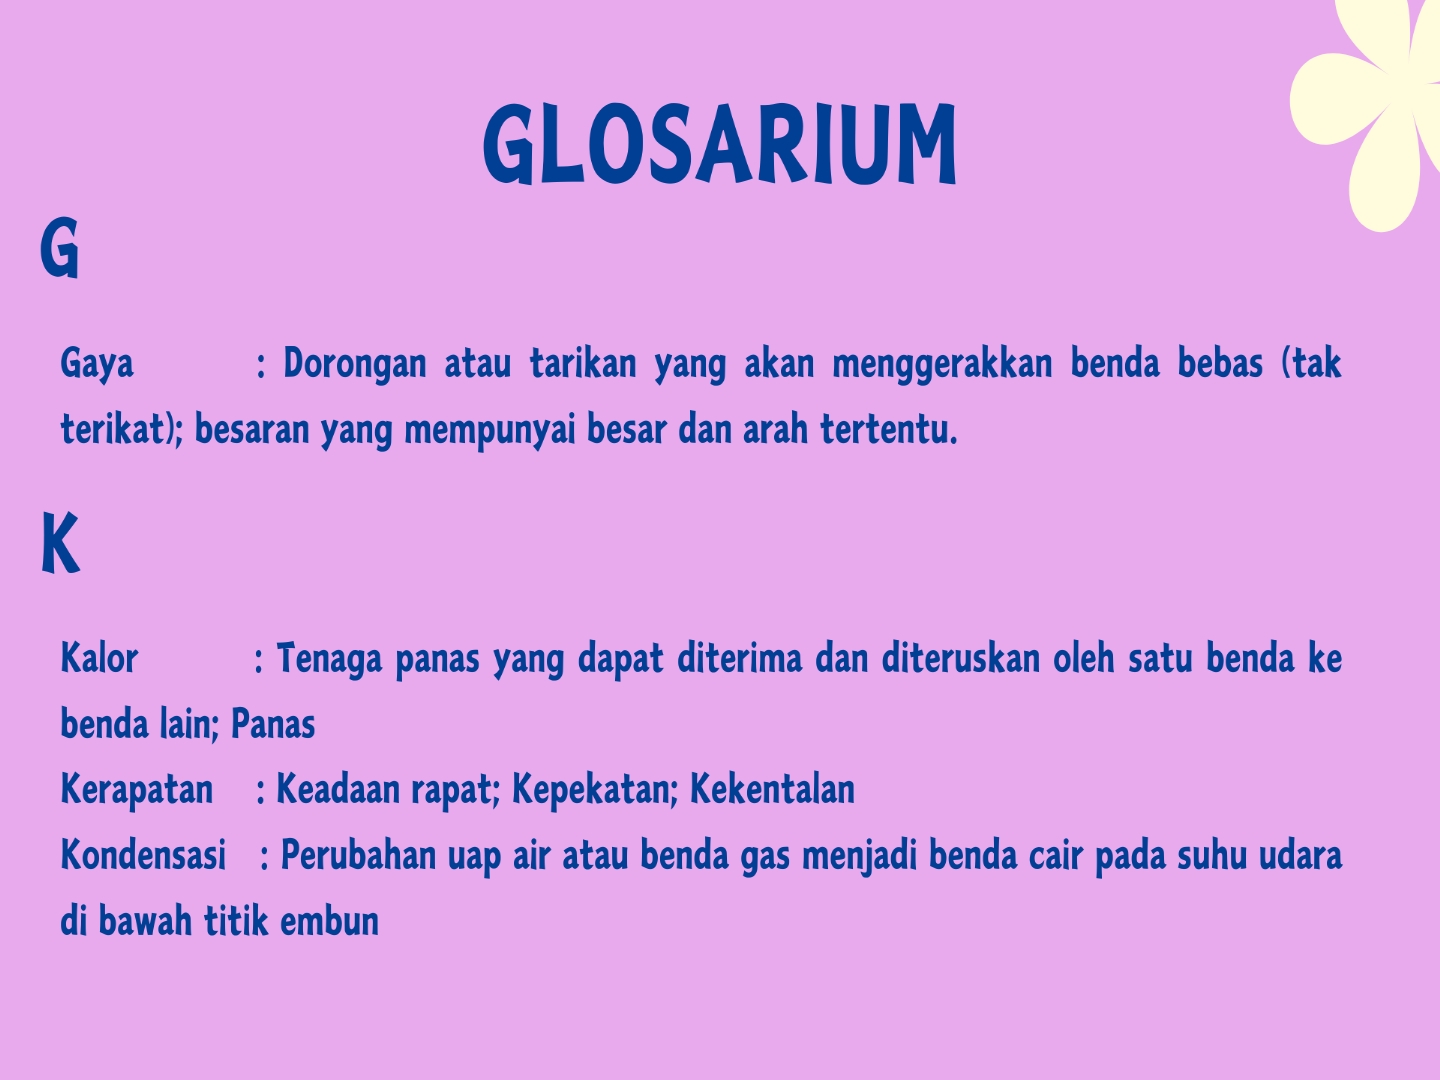 GLOSARIUM
G
Gaya : Dorongan atau tarikan yang akan menggerakkan benda bebas (tak
terikat); besaran yang mempunyai besar dan arah tertentu.
K
Kalor : Tenaga panas yang dapat diterima dan diteruskan oleh satu benda ke
benda lain; Panas
Kerapatan : Keadaan rapat; Kepekatan; Kekentalan
Kondensasi : Perubahan uap air atau benda gas menjadi benda cair pada suhu udara
di bawah titik embun